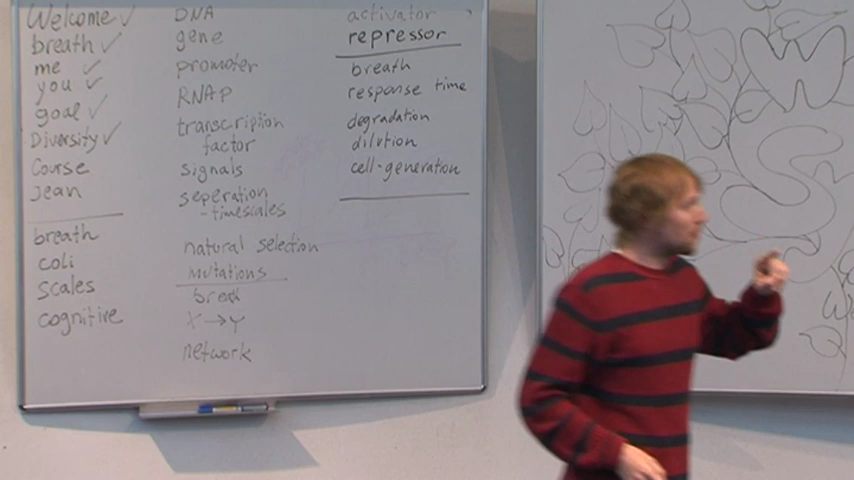 Welcome ✓
breath ✓
me ✓
you ✓
goal ✓
Diversity ✓
Course
Jean
breath
coli
scales
cognitive
DNA
gene
promoter
RNAP
transcription
factor
signals
seperation
-timescales
natural selection
mutations
break
X→Y
network
activator
repressor
breath
response time
degradation
dilution
cell-generation